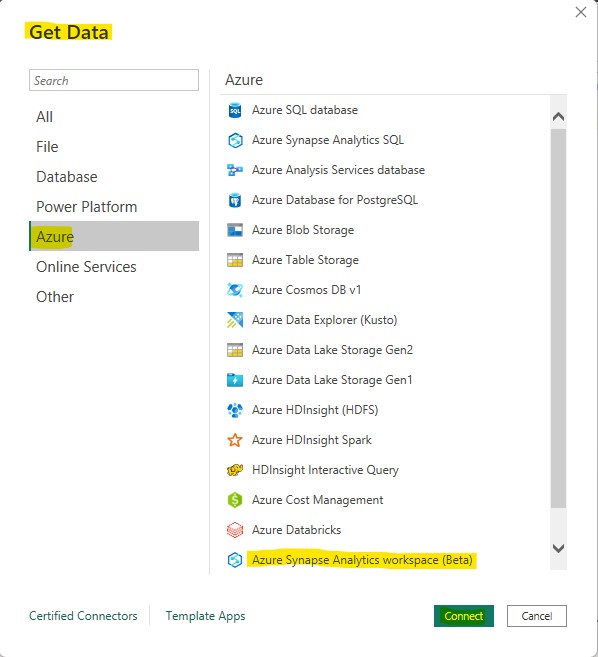 Get Data
Search
All
File
Database
Power Platform
Azure
Online Services
Other
Azure
Azure SQL database
Azure Synapse Analytics SQL
Azure Analysis Services database
Azure Database for PostgreSQL
Azure Blob Storage
Azure Table Storage
Azure Cosmos DB v1
Azure Data Explorer (Kusto)
Azure Data Lake Storage Gen2
Azure Data Lake Storage Gen1
Azure HDInsight (HDFS)
Azure HDInsight Spark
HDInsight Interactive Query
Azure Cost Management
Azure Databricks
Azure Synapse Analytics workspace (Beta)
Certified Connectors
Template Apps
Connect
Cancel